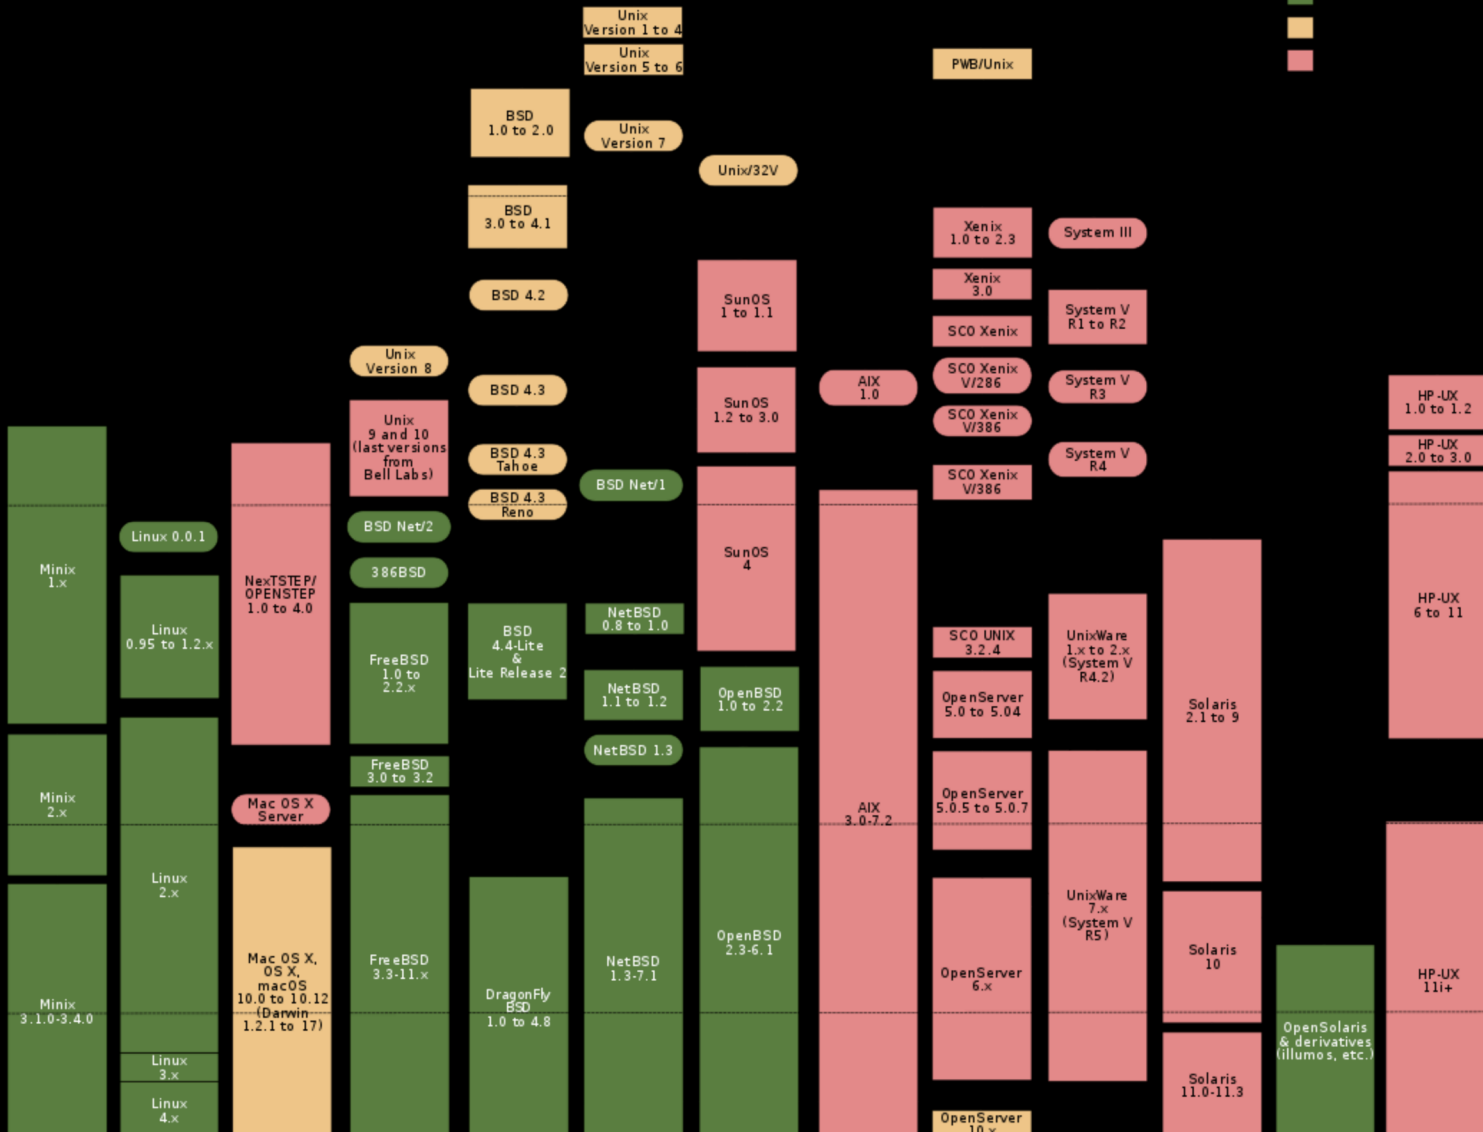 Unix
Version 1 to 4
Unix
Version 5 to 6
PWB/Unix
BSD
1.0 to 2.0
Unix
Version 7
Unix/32V
BSD
3.0 to 4.1
Xenix
1.0 to 2.3
System III
Xenix
3.0
BSD 4.2
SunOS
1 to 1.1
System V
R1 to R2
SCO Xenix
Unix
Version 8
SCO Xenix
V/286
BSD 4.3
SunOS
1.2 to 3.0
AIX
1.0
System V
R3
HP-UX
1.0 to 1.2
SCO Xenix
V/386
Unix
9 and 10
(last versions
from
Bell Labs)
BSD 4.3
Tahoe
System V
R4
HP-UX
2.0 to 3.0
BSD Net/1
SCO Xenix
V/386
BSD 4.3
Reno
BSD Net/2
Linux 0.0.1
SunOS
4
386BSD
Minix
1.x
NeXTSTEP/
OPENSTEP
1.0 to 4.0
HP-UX
6 to 11
NetBSD
0.8 to 1.0
Linux
0.95 to 1.2.x
BSD
4.4-Lite
&
Lite Release 2
SCO UNIX
3.2.4
UnixWare
1.x to 2.x
(System V
R4.2)
FreeBSD
1.0 to
2.2.x
NetBSD
1.1 to 1.2
OpenBSD
1.0 to 2.2
OpenServer
5.0 to 5.04
Solaris
2.1 to 9
NetBSD 1.3
FreeBSD
3.0 to 3.2
Minix
2.x
Mac OS X
Server
AIX
3.0-7.2
OpenServer
5.0.5 to 5.0.7
Linux
2.x
UnixWare
7.x
(System V
R5)
OpenBSD
2.3-6.1
Solaris
10
Mac OS X,
OS X,
macOS
10.0 to 10.12
(Darwin
1.2.1 to 17)
FreeBSD
3.3-11.x
NetBSD
1.3-7.1
OpenServer
6.x
HP-UX
11i+
DragonFly
BSD
1.0 to 4.8
Minix
3.1.0-3.4.0
OpenSolaris
& derivatives
(illumos, etc.)
Linux
3.x
Solaris
11.0-11.3
Linux
4.x
OpenServer
10.x